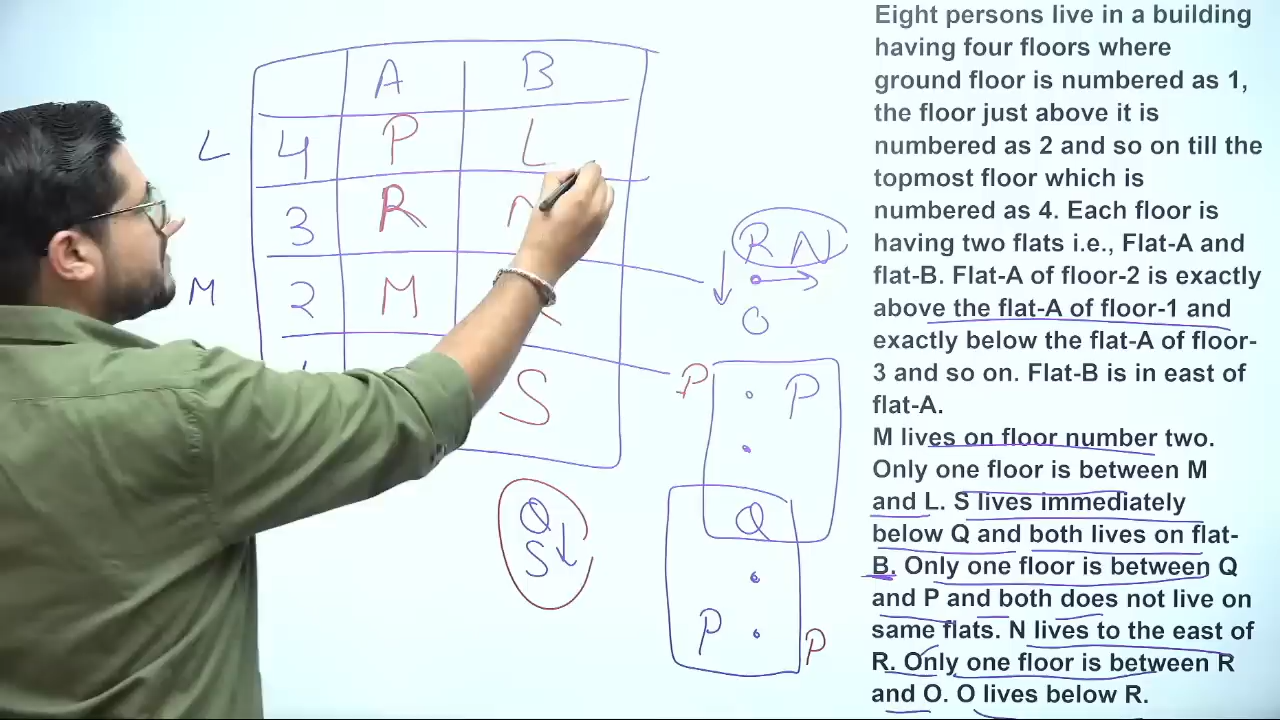 A B
L 4 P L
3 R N
M 2 M
S
Q
S
R N
O
P P
Q
P P
Eight persons live in a building
having four floors where
ground floor is numbered as 1,
the floor just above it is
numbered as 2 and so on till the
topmost floor which is
numbered as 4. Each floor is
having two flats i.e., Flat-A and
flat-B. Flat-A of floor-2 is exactly
above the flat-A of floor-1 and
exactly below the flat-A of floor-
3 and so on. Flat-B is in east of
flat-A.
M lives on floor number two.
Only one floor is between M
and L. S lives immediately
below Q and both lives on flat-
B. Only one floor is between Q
and P and both does not live on
same flats. N lives to the east of
R. Only one floor is between R
and O. O lives below R.